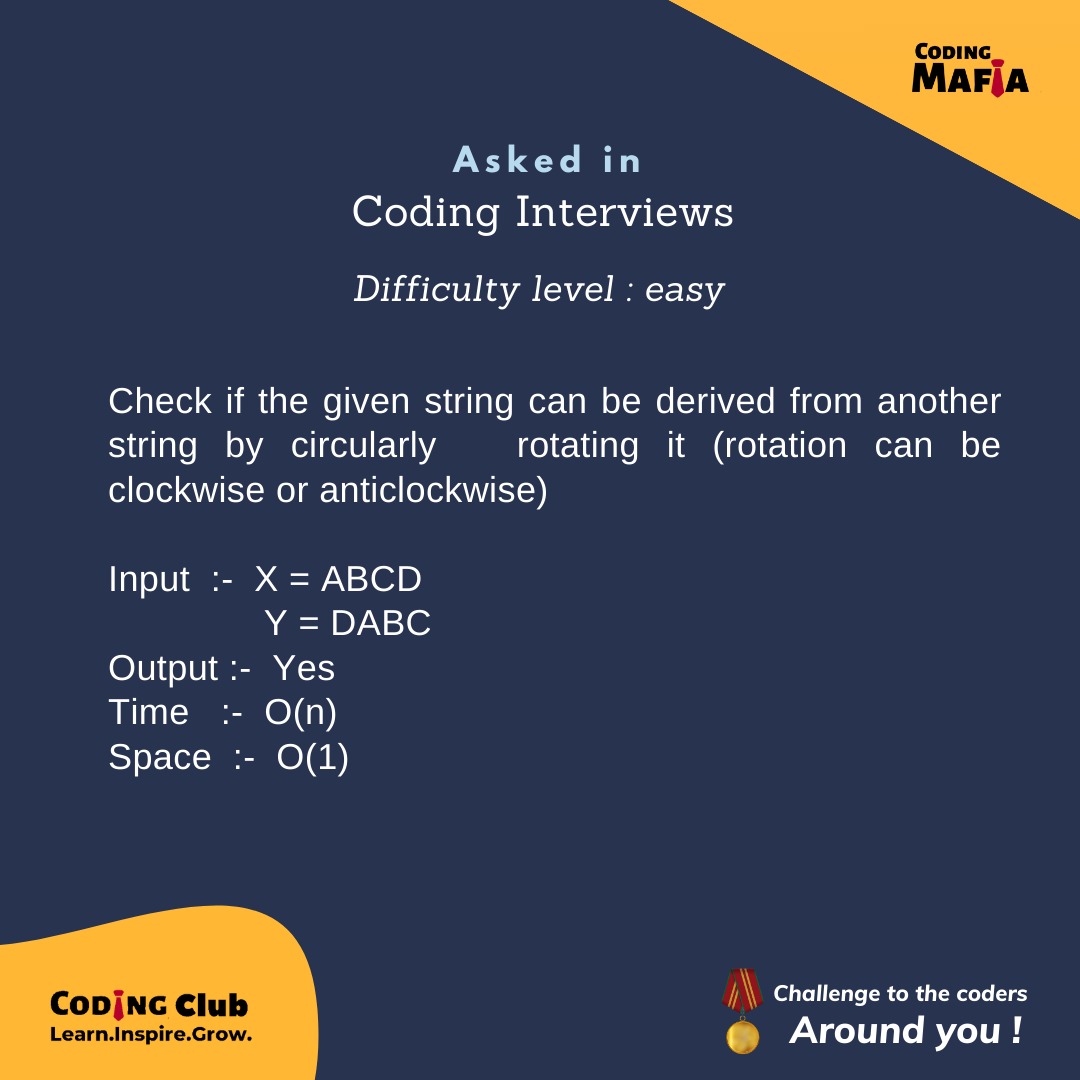 CODING
MAFIA
Asked in
Coding Interviews
Difficulty level : easy
Check if the given string can be derived from another
string by circularly rotating it (rotation can be
clockwise or anticlockwise)
Input :- X = ABCD
Y = DABC
Output :- Yes
Time :- O(n)
Space :- O(1)
CODING Club
Learn.Inspire.Grow.
Challenge to the coders
Around you !